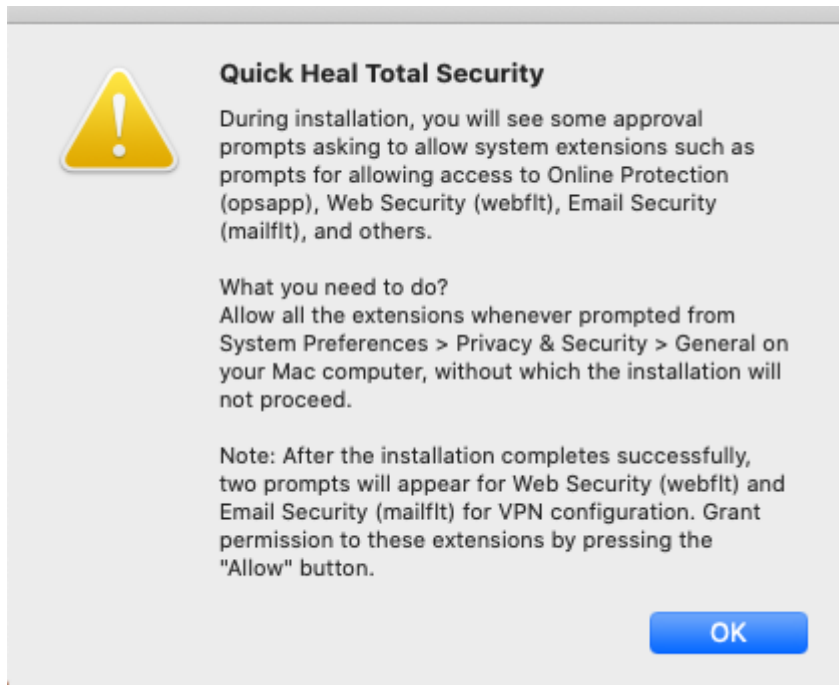 Quick Heal Total Security
During installation, you will see some approval
prompts asking to allow system extensions such as
prompts for allowing access to Online Protection
(opsapp), Web Security (webflt), Email Security
(mailflt), and others.
What you need to do?
Allow all the extensions whenever prompted from
System Preferences > Privacy & Security > General on
your Mac computer, without which the installation will
not proceed.
Note: After the installation completes successfully,
two prompts will appear for Web Security (webflt) and
Email Security (mailflt) for VPN configuration. Grant
permission to these extensions by pressing the
"Allow" button.
OK